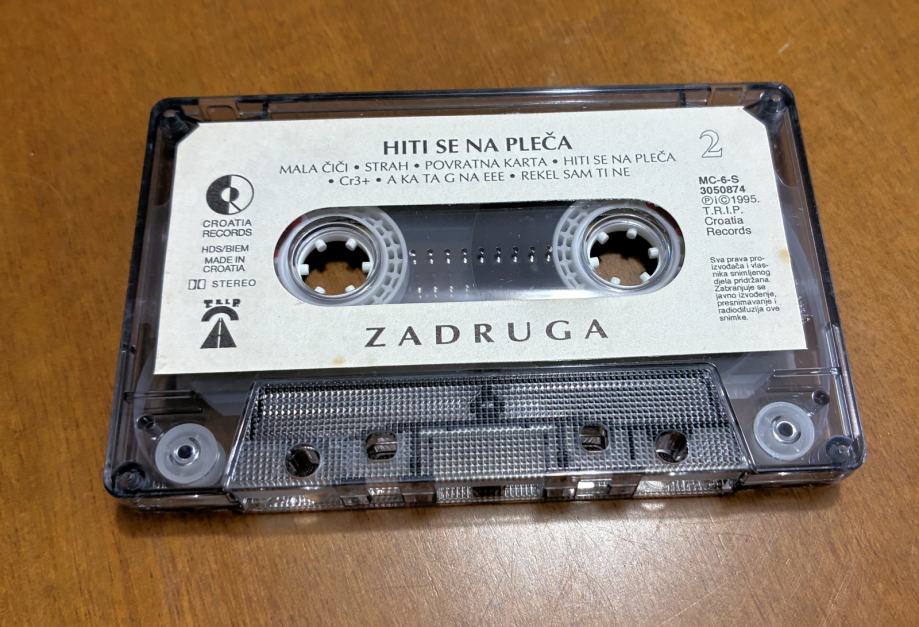 HITI SE NA PLEČA
2
MALA ČIČI • STRAH • POVRATNA KARTA • HITI SE NA PLEČA
• Cr3+ • A KA TA G NA EEE • REKEL SAM TI NE
CROATIA
RECORDS
HDS/BIEM
MADE IN
CROATIA
STEREO
T.R.I.P
MC-6-S
3050874
Ⓟi©1995.
T.R.I.P.
Croatia
Records
Sva prava pro-
izvođača i vlas-
nika snimljenog
djela pridržana.
Zabranjuje se
javno izvođenje,
presnimavanje i
radiodifuzija ove
snimke.
ZADRUGA